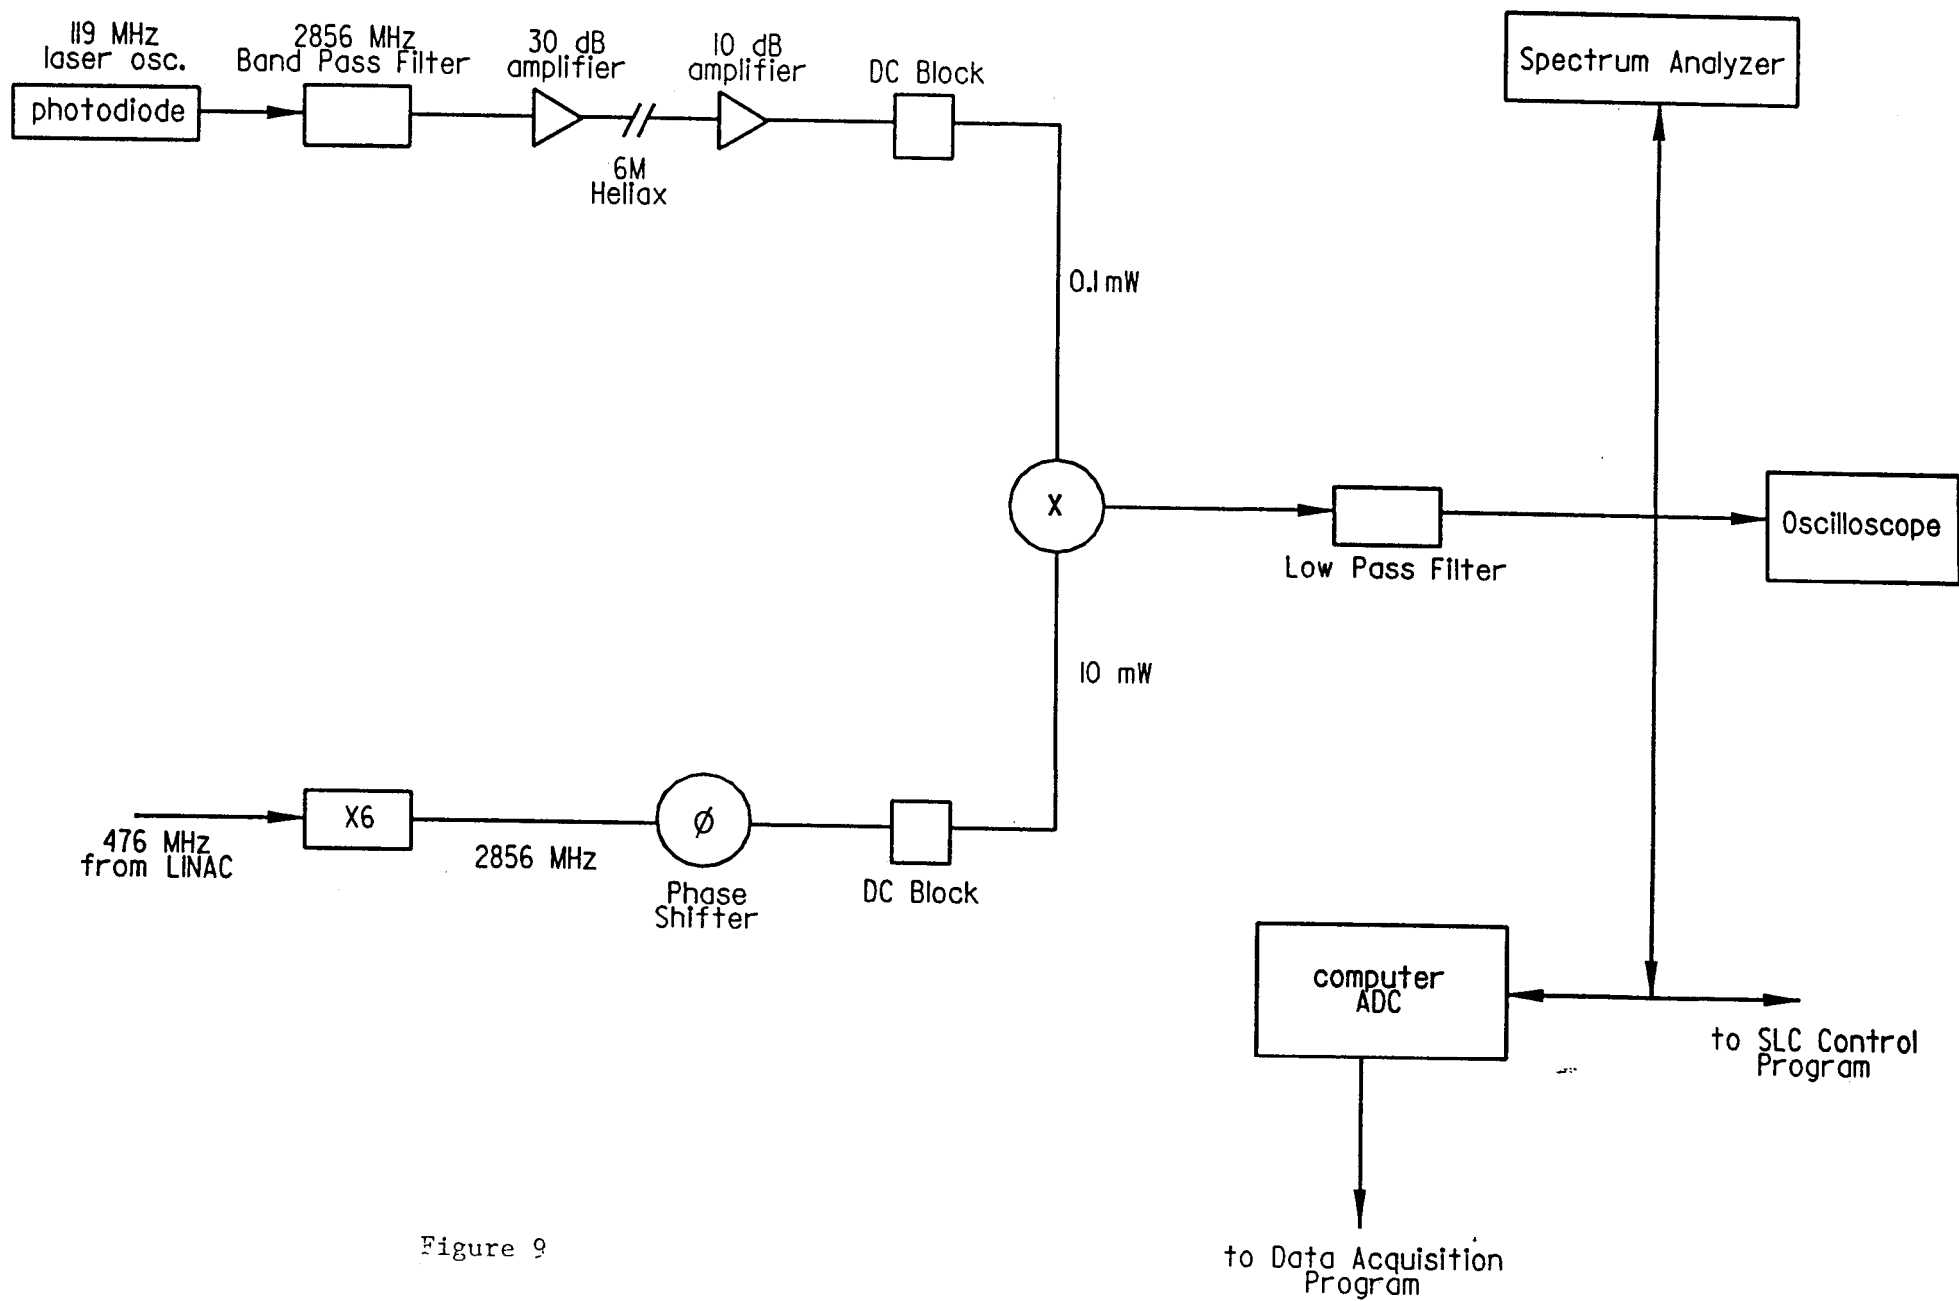 119 MHz
laser osc.
photodiode
2856 MHz
Band Pass Filter
30 dB
amplifier
6M
Heliax
10 dB
amplifier
DC Block
0.1mW
Spectrum Analyzer
X
Low Pass Filter
Oscilloscope
10 mW
476 MHz
from LINAC
X6
2856 MHz
ø
Phase
Shifter
DC Block
computer
ADC
to SLC Control
Program
to Data Acquisition
Program
Figure 9